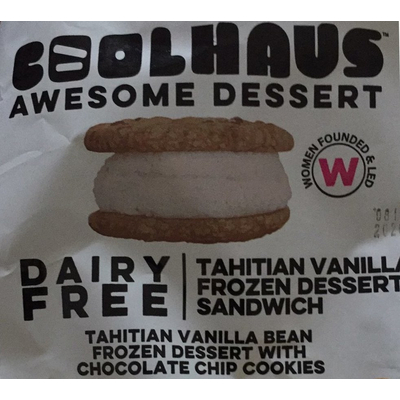 COOLHAUS™
AWESOME DESSERT
WOMEN FOUNDED & LED
W
DAIRY
FREE
TAHITIAN VANILLA
FROZEN DESSERT
SANDWICH
TAHITIAN VANILLA BEAN
FROZEN DESSERT WITH
CHOCOLATE CHIP COOKIES